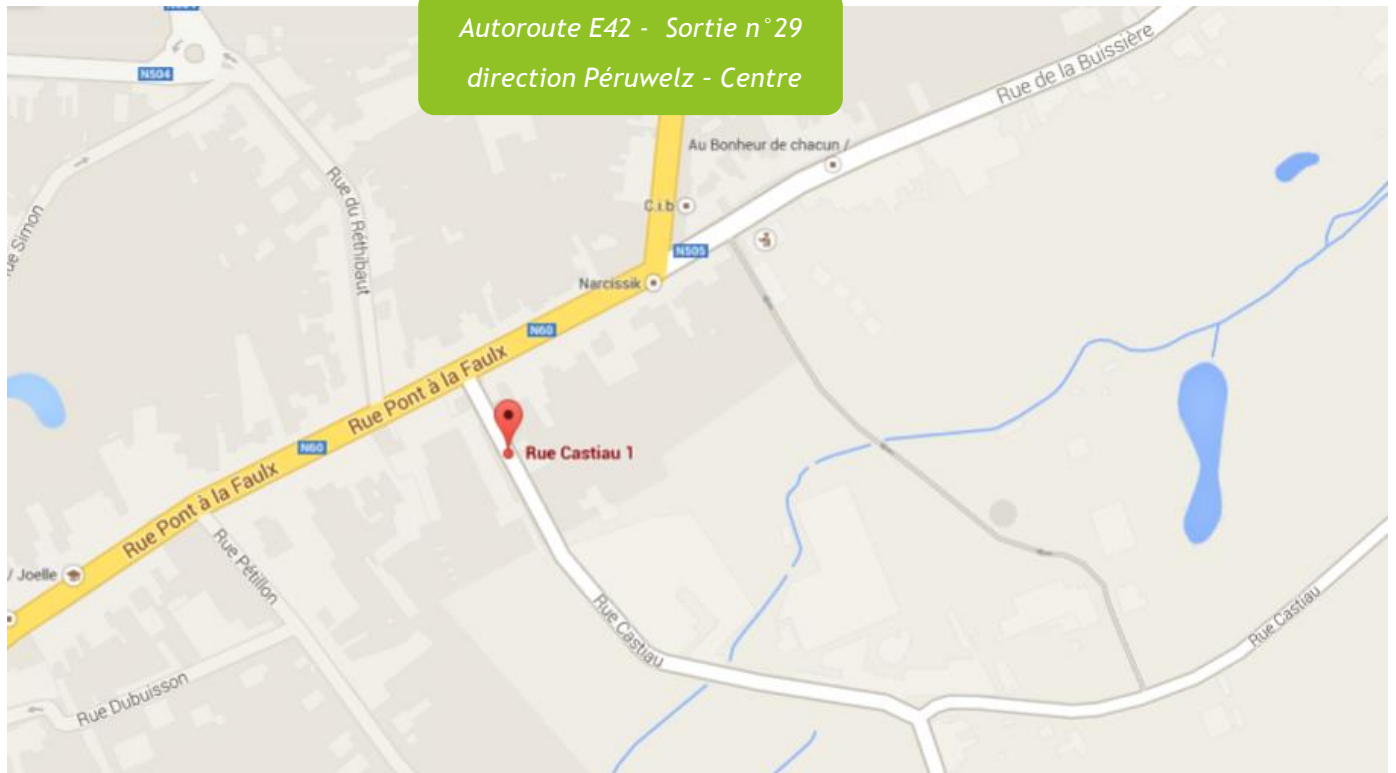 Autoroute E42 - Sortie n°29
direction Péruwelz – Centre
N504
Rue de la Buissière
Au Bonheur de chacun /
Rue du Réthibaut
Simon
C.i.b
N505
Narcissik
N60
Rue Pont à la Faulx
Rue Castiau 1
N60
Rue Pont à la Faulx
/ Joelle
Rue Pétillon
Rue Castiau
Rue Castiau
Rue Dubuisson